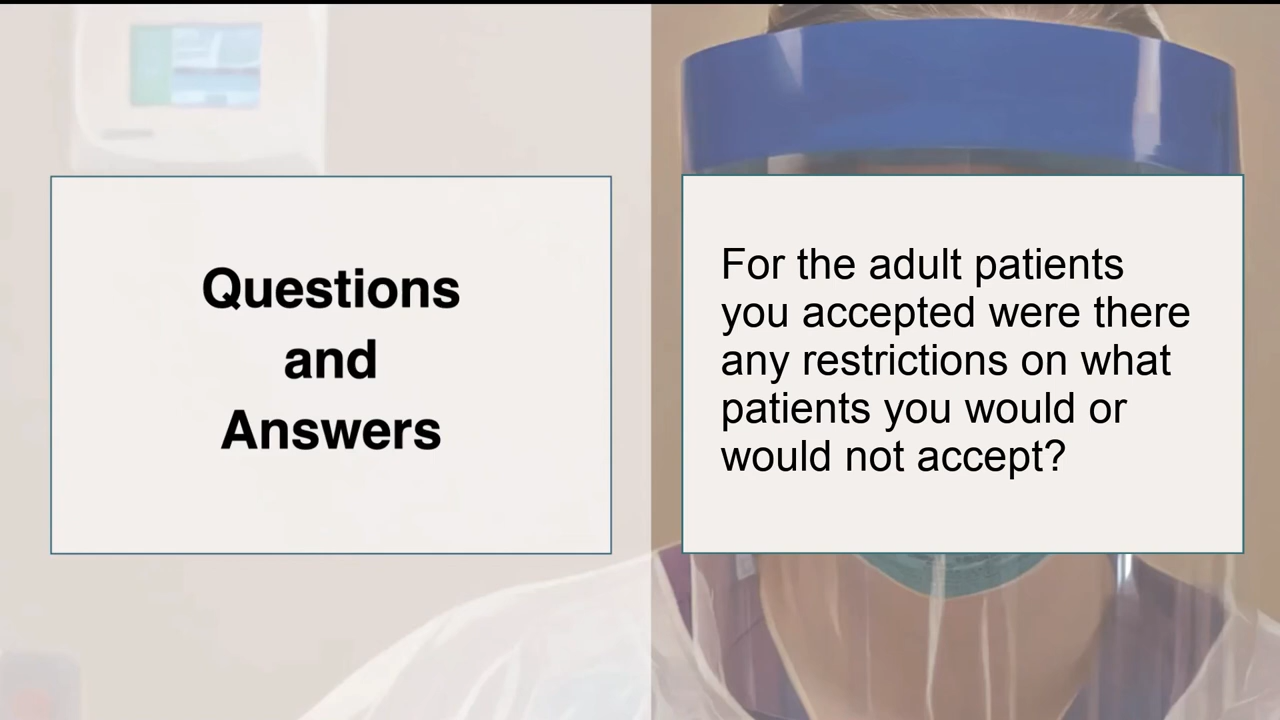 Questions
and
Answers
For the adult patients
you accepted were there
any restrictions on what
patients you would or
would not accept?